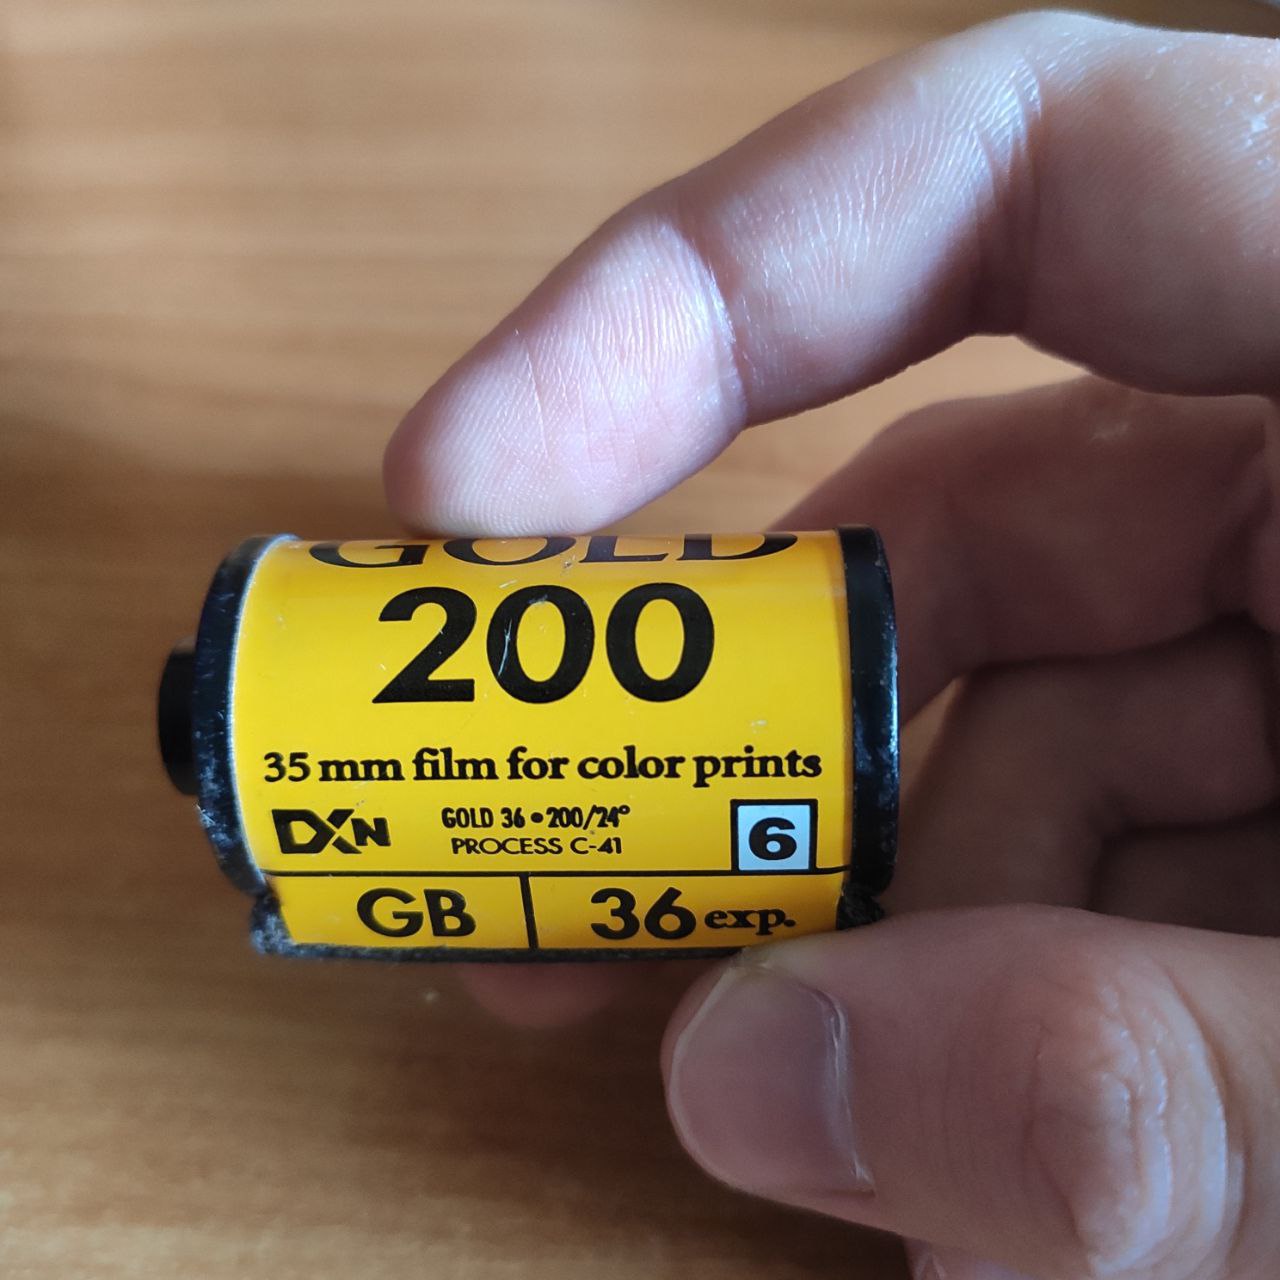 GOLD
200
35 mm film for color prints
DXN GOLD 36 • 200/24° 6
PROCESS C-41
GB 36 exp.